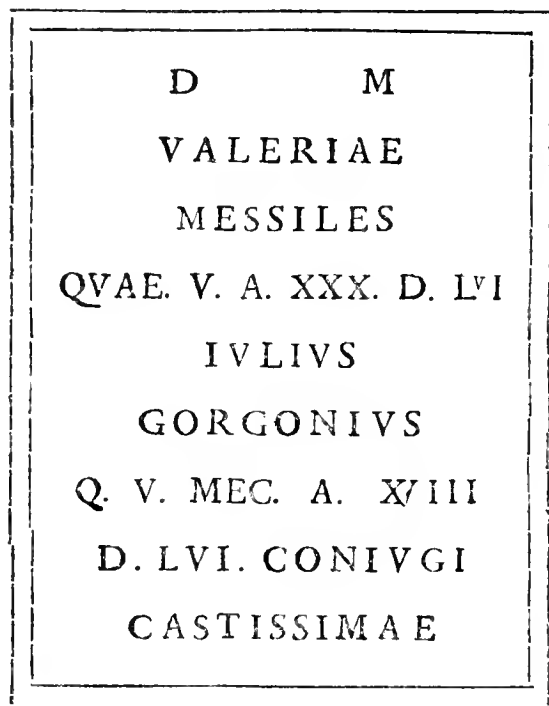 D M
VALERIAE
MESSILES
QVAE. V. A. XXX. D. LVI
IVLIVS
GORGONIVS
Q. V. MEC. A. XVIII
D. LVI. CONIVGI
CASTISSIMAE